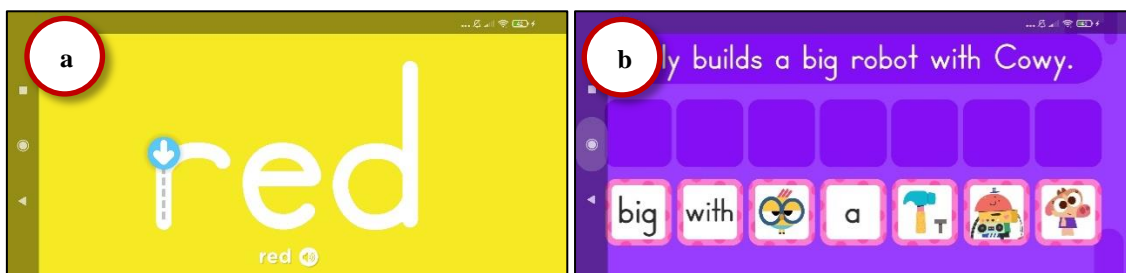 a
red
red
b
ly builds a big robot with Cowy.
big with a T